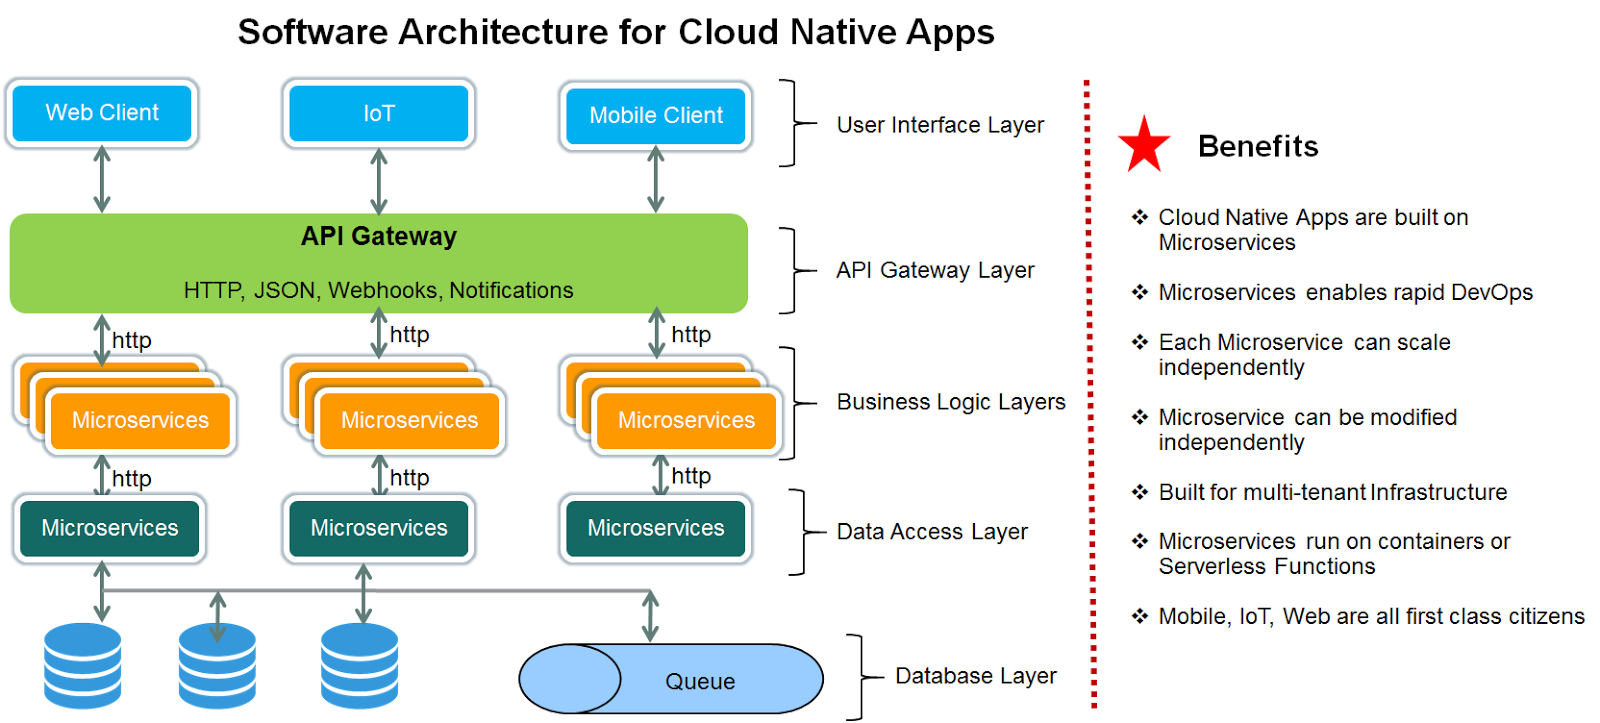 Software Architecture for Cloud Native Apps
Web Client
IoT
Mobile Client
User Interface Layer
API Gateway
HTTP, JSON, Webhooks, Notifications
API Gateway Layer
http
http
http
Microservices
Microservices
Microservices
Business Logic Layers
http
http
http
Microservices
Microservices
Microservices
Data Access Layer
Queue
Database Layer
Benefits
Cloud Native Apps are built on
Microservices
Microservices enables rapid DevOps
Each Microservice can scale
independently
Microservice can be modified
independently
Built for multi-tenant Infrastructure
Microservices run on containers or
Serverless Functions
Mobile, IoT, Web are all first class citizens